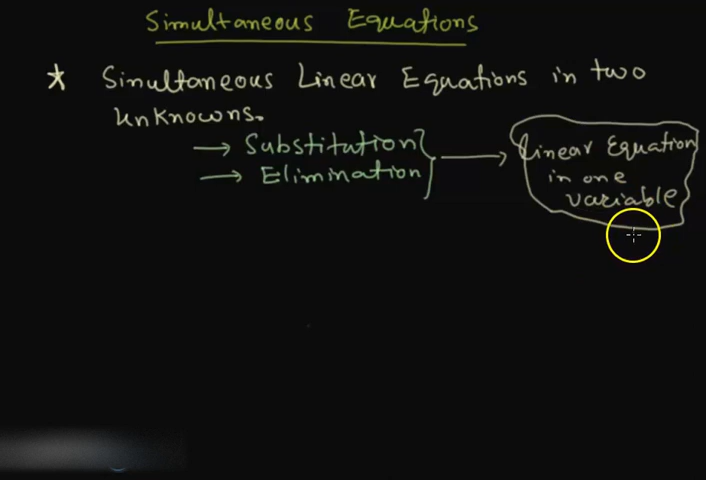 Simultaneous Equations
* Simultaneous Linear Equations in two
unknowns.
→ Substitution
→ Elimination
Linear Equation
in one
variable